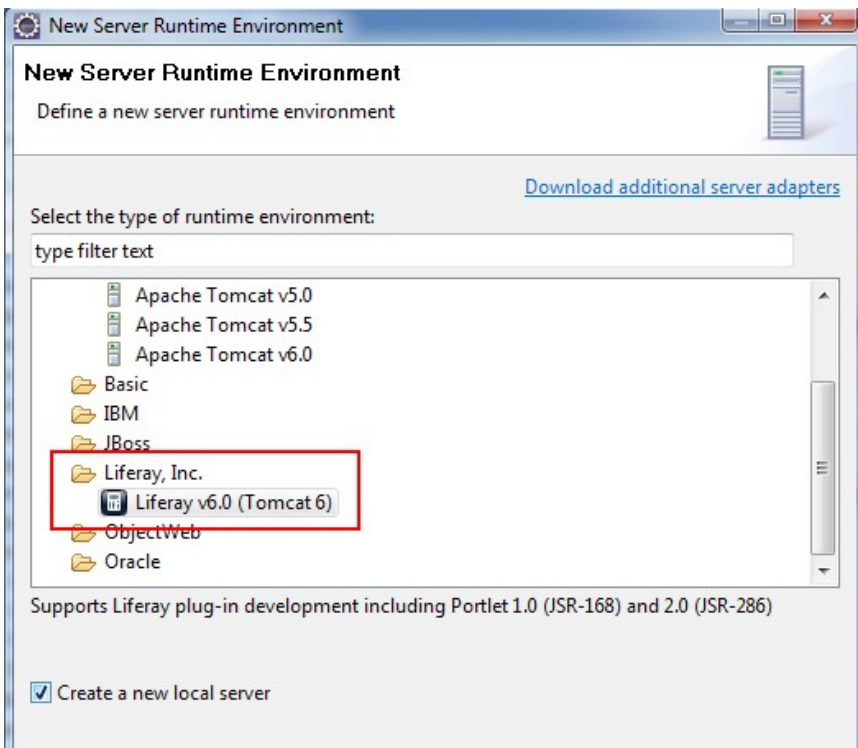 New Server Runtime Environment
New Server Runtime Environment
Define a new server runtime environment
Download additional server adapters
Select the type of runtime environment:
type filter text
Apache Tomcat v5.0
Apache Tomcat v5.5
Apache Tomcat v6.0
Basic
IBM
JBoss
Liferay, Inc.
Liferay v6.0 (Tomcat 6)
ObjectWeb
Oracle
Supports Liferay plug-in development including Portlet 1.0 (JSR-168) and 2.0 (JSR-286)
Create a new local server